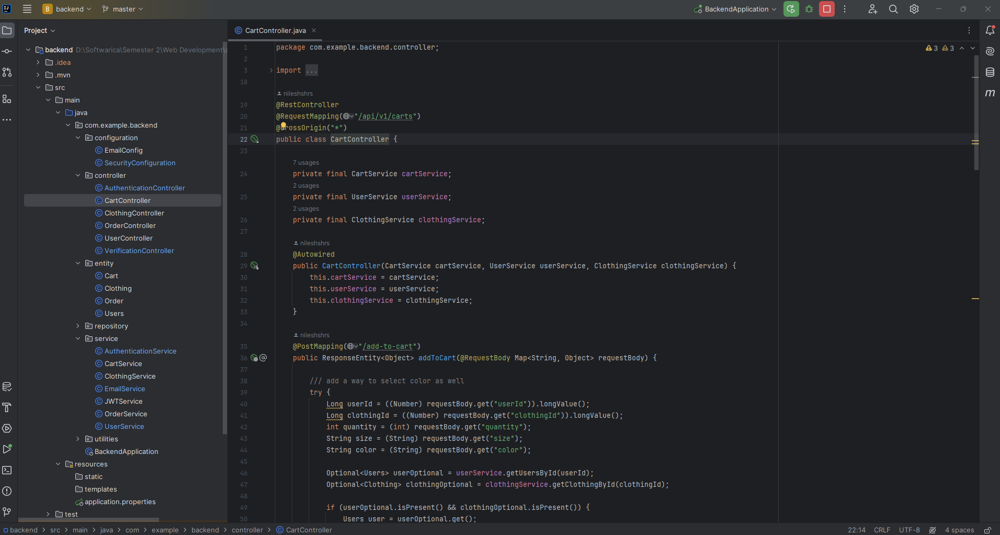 B backend master BackendApplication
Project
CartController.java
backend D:\Softwarica\Semester 2\Web Development\
.idea
.mvn
src
main
java
com.example.backend
configuration
EmailConfig
SecurityConfiguration
controller
AuthenticationController
CartController
ClothingController
OrderController
UserController
VerificationController
entity
Cart
Clothing
Order
Users
repository
service
AuthenticationService
CartService
ClothingService
EmailService
JWTService
OrderService
UserService
utilities
BackendApplication
resources
static
templates
application.properties
test
3 3
1 package com.example.backend.controller;
2
3 import ...
18
nileshshrs
19 @RestController
20 @RequestMapping("/api/v1/carts")
21 @CrossOrigin("*")
22 public class CartController {
23
7 usages
24 private final CartService cartService;
2 usages
25 private final UserService userService;
2 usages
26 private final ClothingService clothingService;
27
nileshshrs
28 @Autowired
29 public CartController(CartService cartService, UserService userService, ClothingService clothingService) {
30 this.cartService = cartService;
31 this.userService = userService;
32 this.clothingService = clothingService;
33 }
34
nileshshrs
35 @PostMapping("/add-to-cart")
36 public ResponseEntity<Object> addToCart(@RequestBody Map<String, Object> requestBody) {
37
38 /// add a way to select color as well
39 try {
40 Long userId = ((Number) requestBody.get("userId")).longValue();
41 Long clothingId = ((Number) requestBody.get("clothingId")).longValue();
42 int quantity = (int) requestBody.get("quantity");
43 String size = (String) requestBody.get("size");
44 String color = (String) requestBody.get("color");
45
46 Optional<Users> userOptional = userService.getUsersById(userId);
47 Optional<Clothing> clothingOptional = clothingService.getClothingById(clothingId);
48
49 if (userOptional.isPresent() && clothingOptional.isPresent()) {
50 Users user = userOptional.get();
backend > src > main > java > com > example > backend > controller > CartController
22:14 CRLF UTF-8 4 spaces